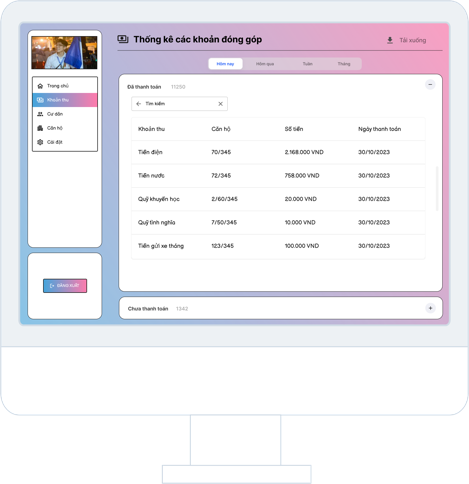 Thống kê các khoản đóng góp
Tải xuống
Hôm nay Hôm qua Tuần Tháng
Trang chủ
Khoản thu
Cư dân
Căn hộ
Cài đặt
ĐĂNG XUẤT
Đã thanh toán 11250
Tìm kiếm
Khoản thu Căn hộ Số tiền Ngày thanh toán
Tiền điện 70/345 2.168.000 VND 30/10/2023
Tiền nước 72/345 758.000 VND 30/10/2023
Quỹ khuyến học 2/60/345 20.000 VND 30/10/2023
Quỹ tình nghĩa 7/50/345 10.000 VND 30/10/2023
Tiền gửi xe tháng 123/345 100.000 VND 30/10/2023
Chưa thanh toán 1342